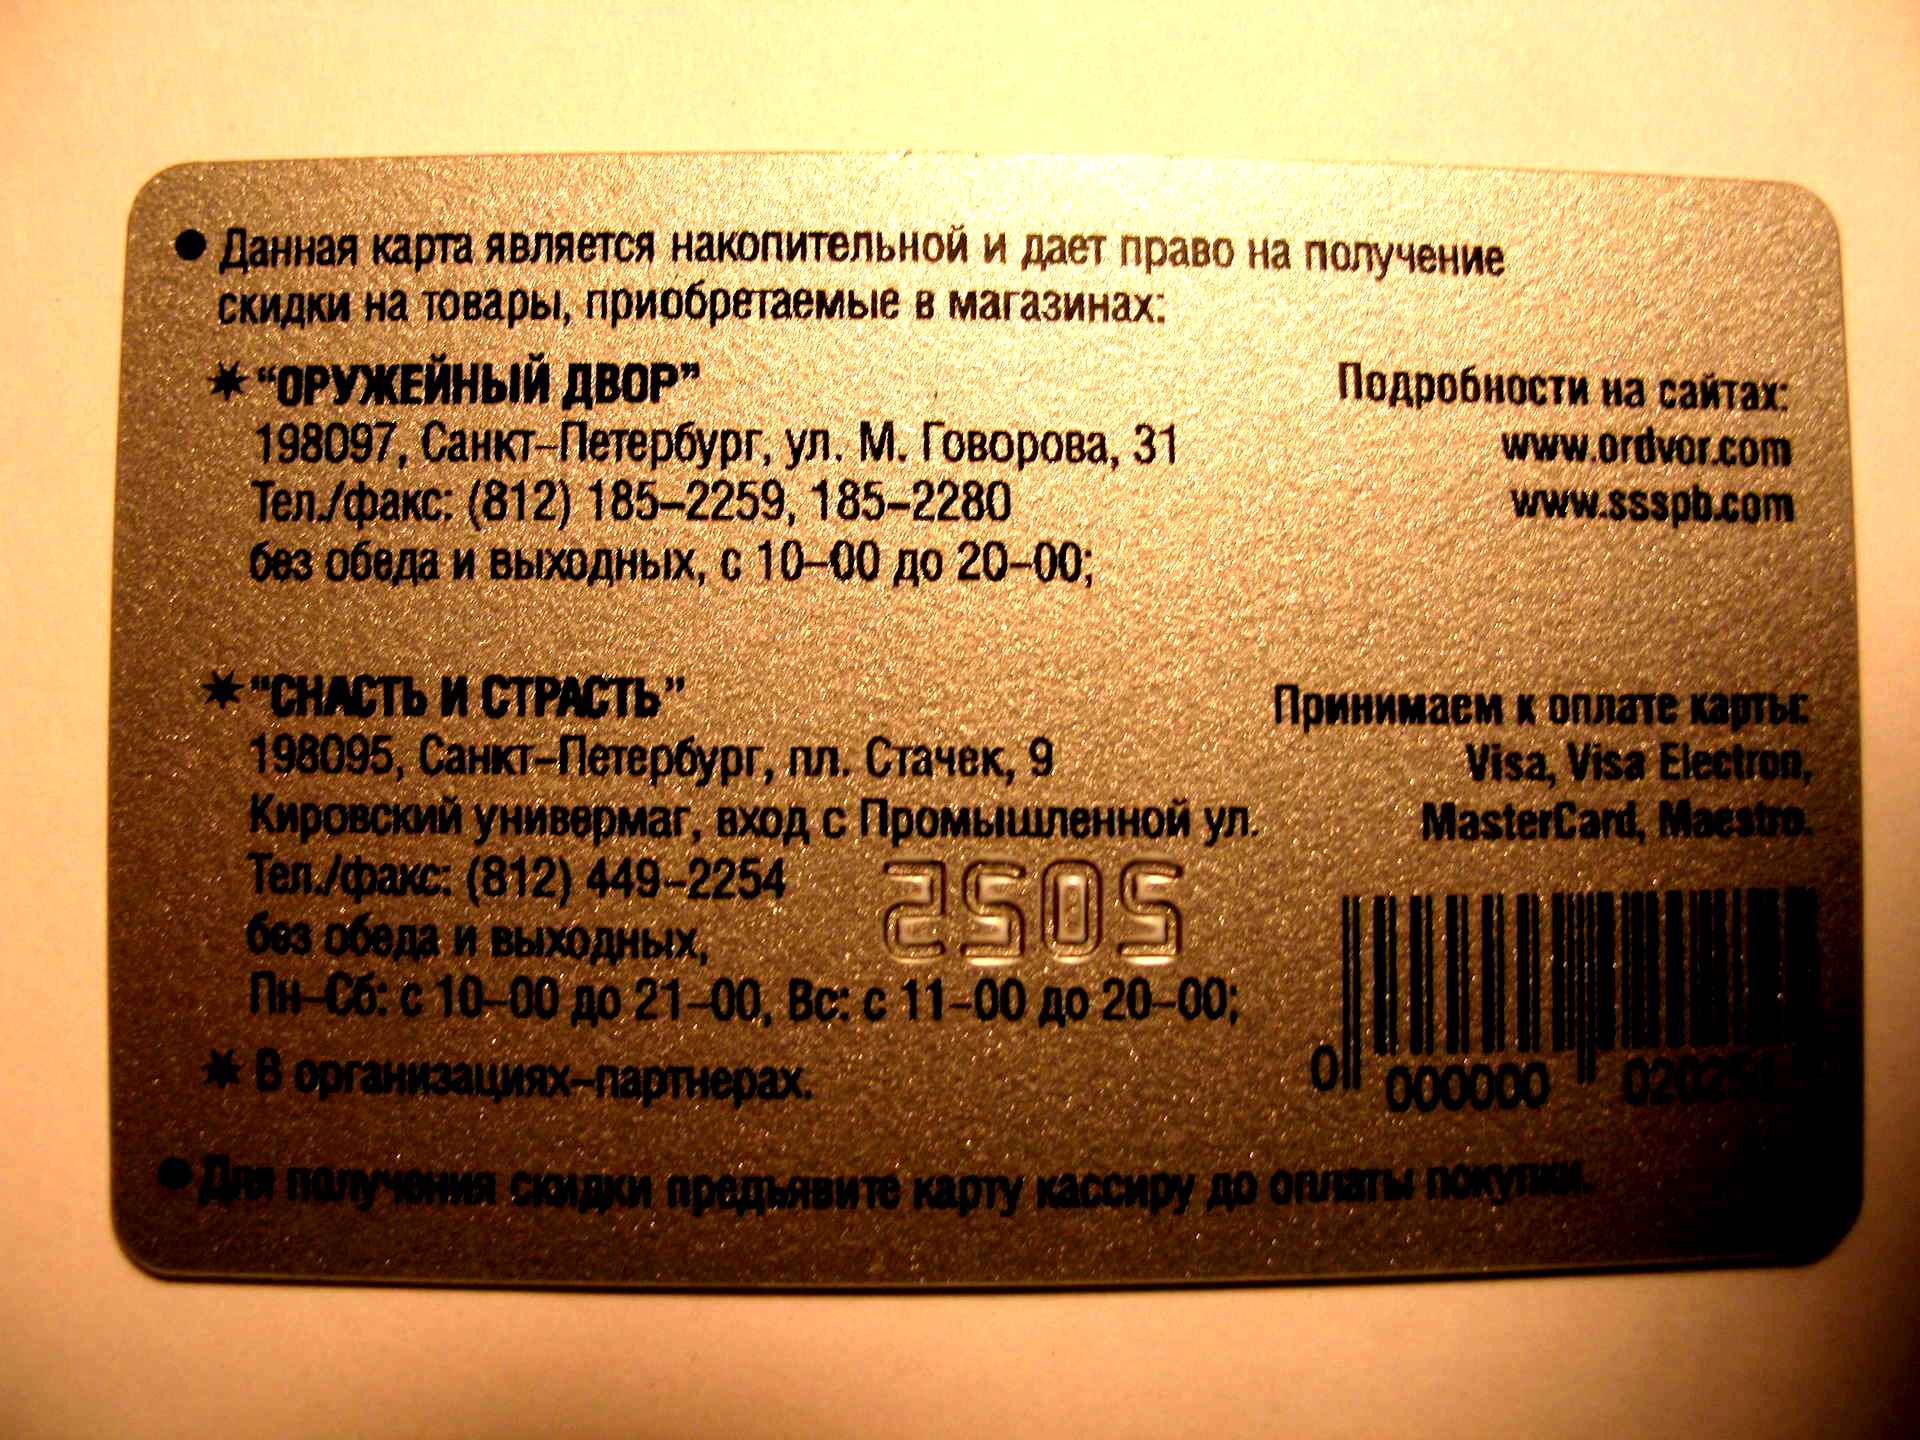 ● Данная карта является накопительной и дает право на получение
скидки на товары, приобретаемые в магазинах:
✶ "ОРУЖЕЙНЫЙ ДВОР"
198097, Санкт-Петербург, ул. М. Говорова, 31
Тел./факс: (812) 185-2259, 185-2280
без обеда и выходных, с 10-00 до 20-00;
Подробности на сайтах:
www.ordvor.com
www.ssspb.com
✶ "СНАСТЬ И СТРАСТЬ"
198095, Санкт-Петербург, пл. Стачек, 9
Кировский универмаг, вход с Промышленной ул.
Тел./факс: (812) 449-2254
без обеда и выходных,
Пн-Сб: с 10-00 до 21-00, Вс: с 11-00 до 20-00;
Принимаем к оплате карты:
Visa, Visa Electron,
MasterCard, Maestro.
✶ В организациях-партнерах.
0 000000
● Для получения скидки предъявите карту кассиру до оплаты покупки.